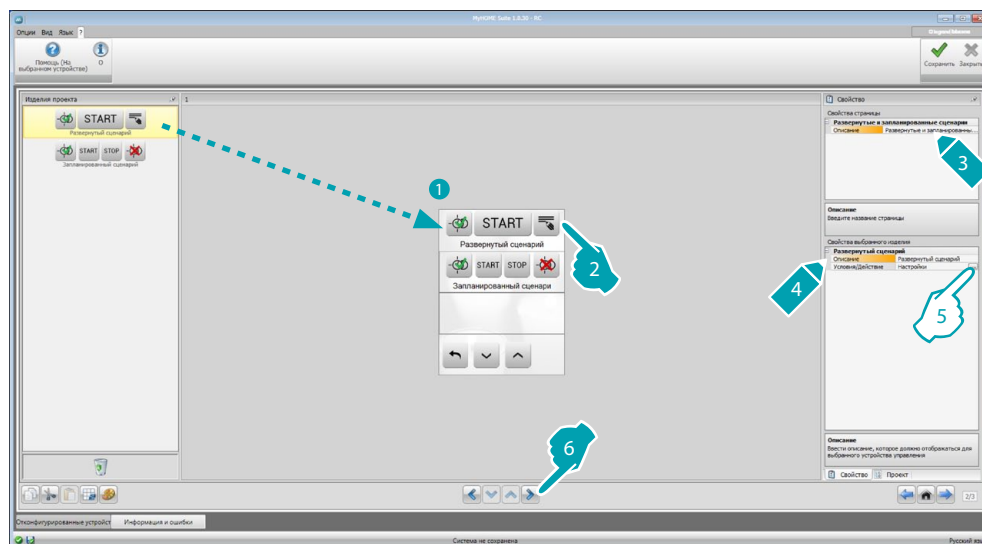 MyHOME Suite 1.0.30 - BC
Опции Вид Язык ?
Помощь (На выбранном устройстве)
О
Сохранить Закрыть
Изделия проекта
1
Свойство
START
Развернутый сценарий
START STOP
Запланированный сценарий
Свойства страницы
Развернутые и запланированные сценарии
Описание Развернутые и запланированны...
3
Описание
Введите название страницы
1
START
Развернутый сценарий
2
START STOP
Запланированный сценари
Свойства выбранного изделия
Развернутый сценарий
Описание Развернутый сценарий
Условия/Действие Настройки
4
5
6
Описание
Ввести описание, которое должно отображаться для
выбранного устройства управления
Свойство Проект
2/3
Отконфигурированные устройст Информация и ошибки
Система не сохранена
Русский язы